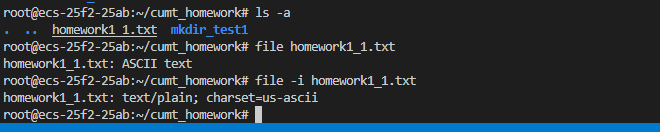 root@ecs-25f2-25ab:~/cumt_homework# ls -a
.  ..  homework1_1.txt  mkdir_test1
root@ecs-25f2-25ab:~/cumt_homework# file homework1_1.txt
homework1_1.txt: ASCII text
root@ecs-25f2-25ab:~/cumt_homework# file -i homework1_1.txt
homework1_1.txt: text/plain; charset=us-ascii
root@ecs-25f2-25ab:~/cumt_homework#